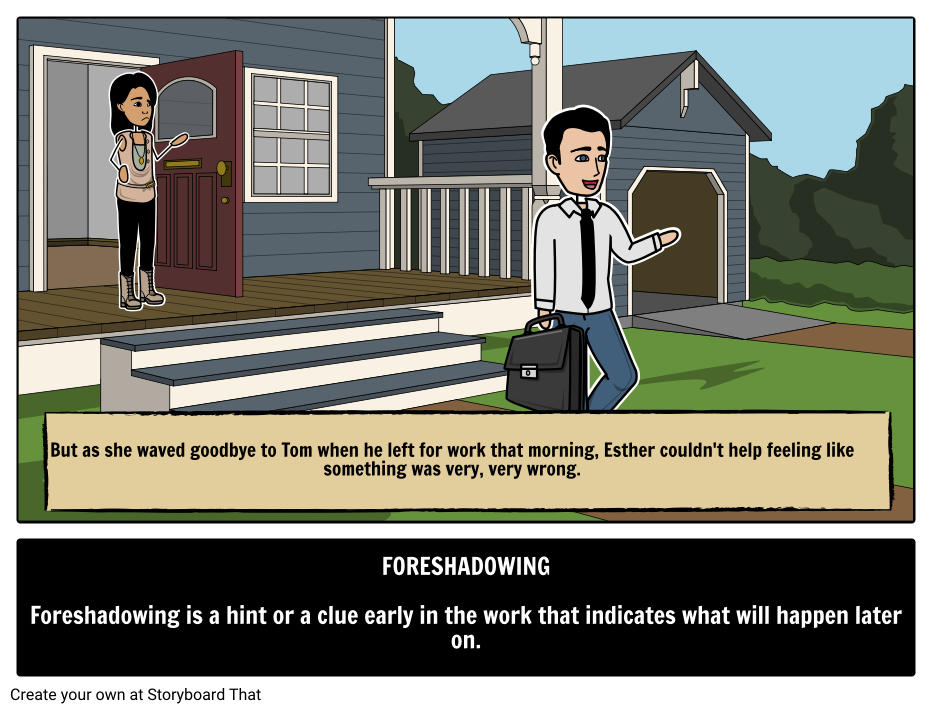 But as she waved goodbye to Tom when he left for work that morning, Esther couldn't help feeling like
something was very, very wrong.
FORESHADOWING
Foreshadowing is a hint or a clue early in the work that indicates what will happen later
on.
Create your own at Storyboard That